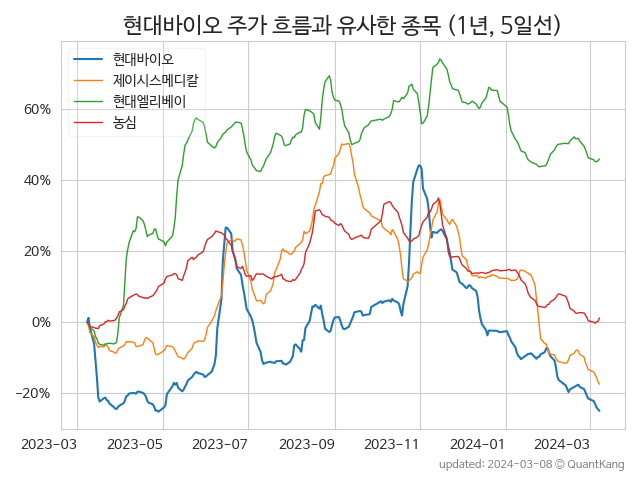 현대바이오 주가 흐름과 유사한 종목 (1년, 5일선)
현대바이오
제이시스메디칼
현대엘리베이
농심
60%
40%
20%
0%
−20%
2023-03
2023-05
2023-07
2023-09
2023-11
2024-01
2024-03
updated: 2024-03-08 © QuantKang